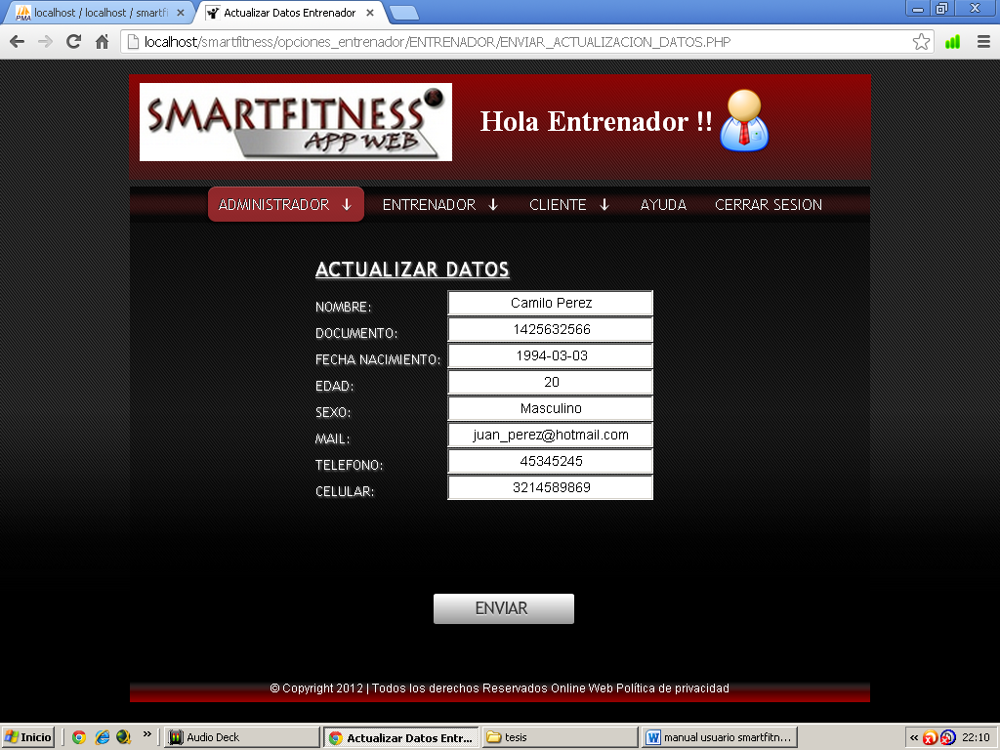 localhost / localhost / smartfi
Actualizar Datos Entrenador
localhost/smartfitness/opciones_entrenador/ENTRENADOR/ENVIAR_ACTUALIZACION_DATOS.PHP
SMARTFITNESS
APP WEB
Hola Entrenador !!
ADMINISTRADOR ↓ ENTRENADOR ↓ CLIENTE ↓ AYUDA CERRAR SESION
ACTUALIZAR DATOS
NOMBRE: Camilo Perez
DOCUMENTO: 1425632566
FECHA NACIMIENTO: 1994-03-03
EDAD: 20
SEXO: Masculino
MAIL: juan_perez@hotmail.com
TELEFONO: 45345245
CELULAR: 3214589869
ENVIAR
© Copyright 2012 | Todos los derechos Reservados Online Web Política de privacidad
Inicio » Audio Deck Actualizar Datos Entr... tesis manual usuario smartfitn... « 22:10